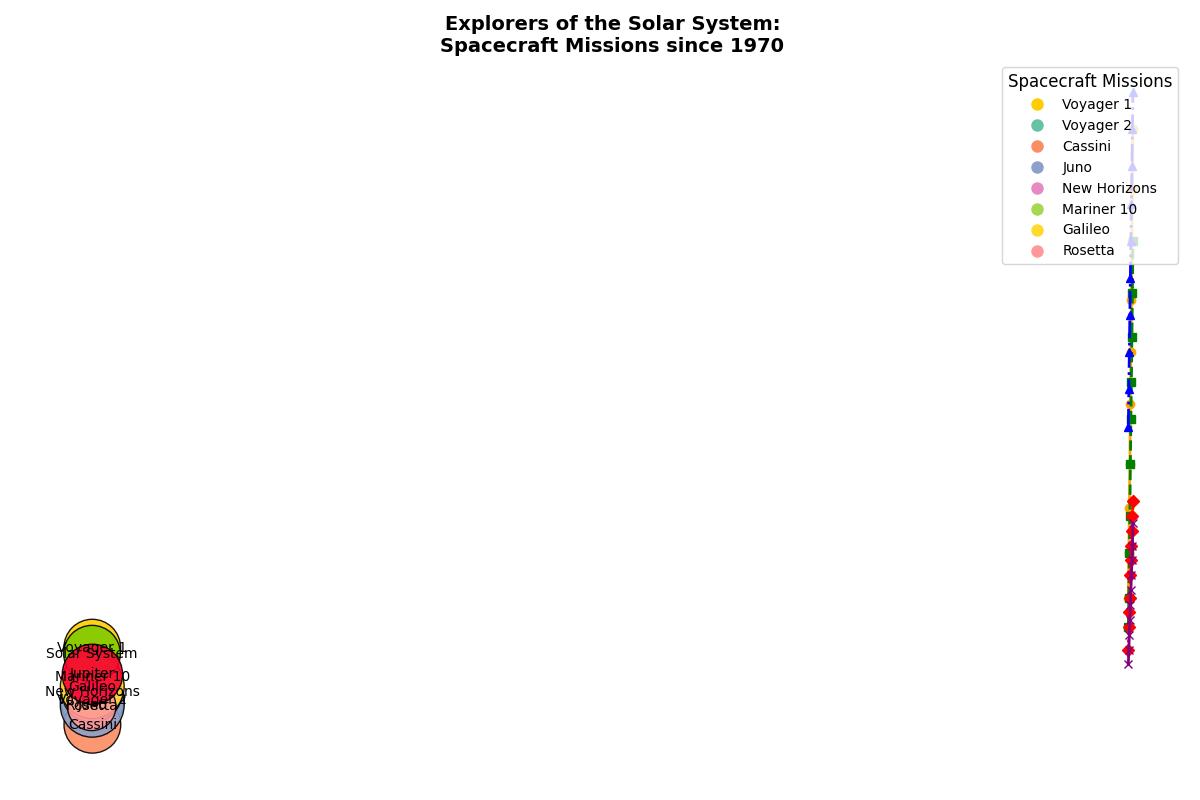 Explorers of the Solar System:
Spacecraft Missions since 1970
Spacecraft Missions
Voyager 1
Voyager 2
Cassini
Juno
New Horizons
Mariner 10
Galileo
Rosetta
Voyager 1
Solar System
Jupiter
Mariner 10
Galileo
New Horizons
Voyager 2
Rosetta
Cassini